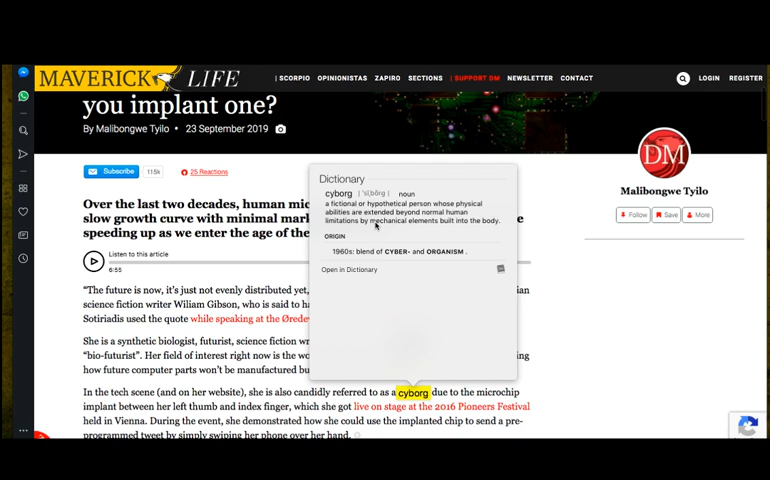 MAVERICK LIFE
| SCORPIO OPINIONISTAS ZAPIRO SECTIONS | SUPPORT DM NEWSLETTER CONTACT
LOGIN REGISTER
you implant one?
By Malibongwe Tyilo • 23 September 2019
Subscribe 115k 25 Reactions
DM
Malibongwe Tyilo
Follow Save More
Over the last two decades, human mic
slow growth curve with minimal mark
speeding up as we enter the age of the
Listen to this article
6:55
Dictionary
cyborg | ˈsīˌbôrɡ | noun
a fictional or hypothetical person whose physical
abilities are extended beyond normal human
limitations by mechanical elements built into the body.
ORIGIN
1960s: blend of CYBER- and ORGANISM .
Open in Dictionary
“The future is now, it’s just not evenly distributed yet, ian
science fiction writer Wiliam Gibson, who is said to ha
Sotiriadis used the quote while speaking at the Øredev
She is a synthetic biologist, futurist, science fiction wr
“bio-futurist”. Her field of interest right now is the wo ing
how future computer parts won’t be manufactured bu
In the tech scene (and on her website), she is also candidly referred to as a cyborg due to the microchip
implant between her left thumb and index finger, which she got live on stage at the 2016 Pioneers Festival
held in Vienna. During the event, she demonstrated how she could use the implanted chip to send a pre-
programmed tweet by simply swiping her phone over her hand.